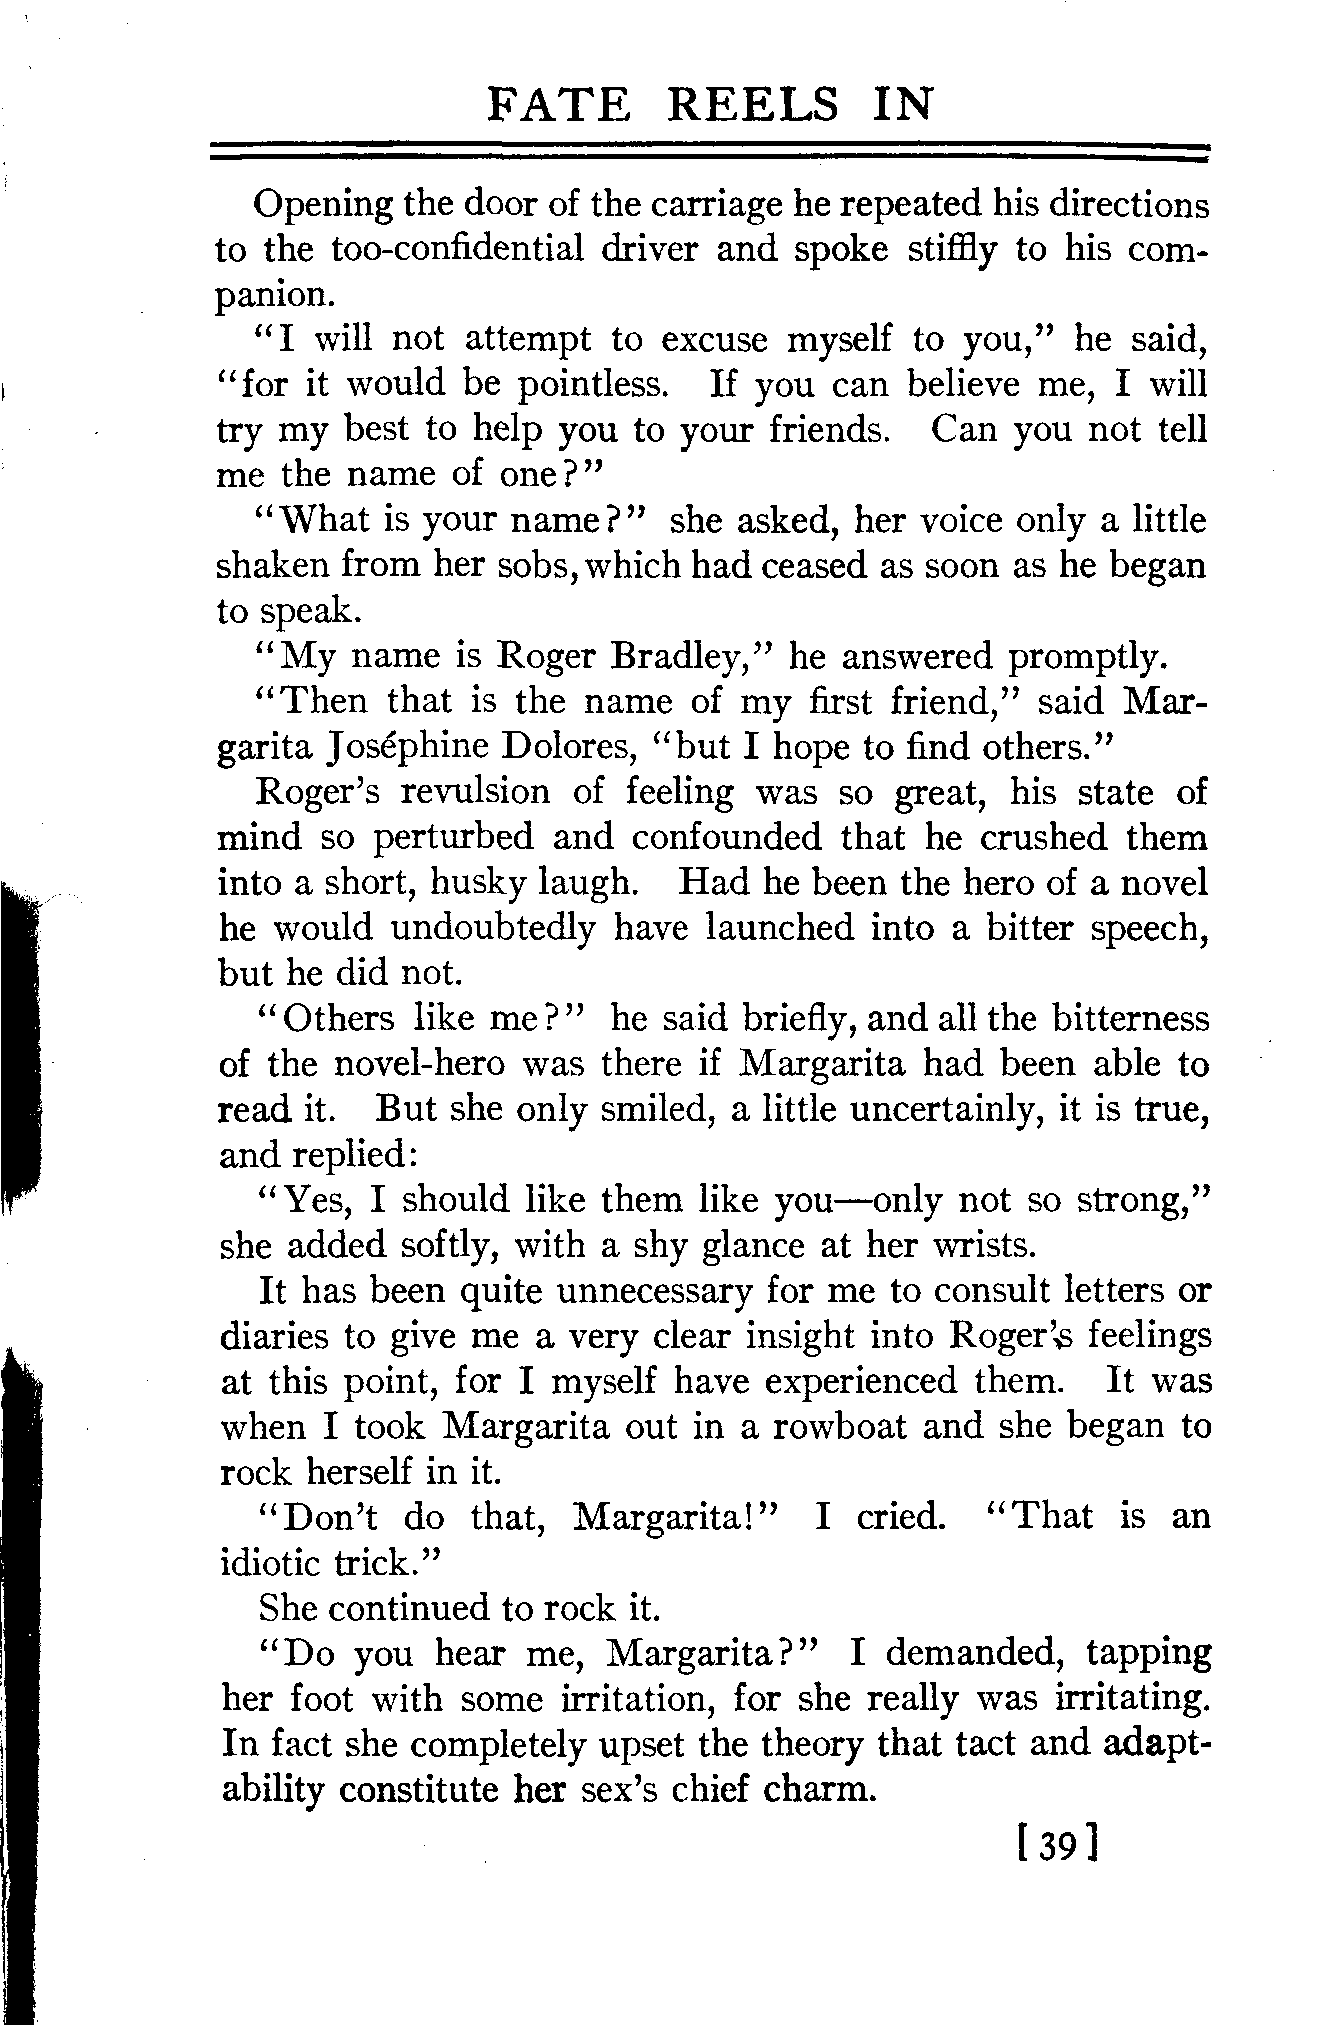 FATE REELS IN
Opening the door of the carriage he repeated his directions
to the too-confidential driver and spoke stiffly to his com-
panion.
"I will not attempt to excuse myself to you," he said,
"for it would be pointless. If you can believe me, I will
try my best to help you to your friends. Can you not tell
me the name of one?"
"What is your name?" she asked, her voice only a little
shaken from her sobs, which had ceased as soon as he began
to speak.
"My name is Roger Bradley," he answered promptly.
"Then that is the name of my first friend," said Mar-
garita Joséphine Dolores, "but I hope to find others."
Roger's revulsion of feeling was so great, his state of
mind so perturbed and confounded that he crushed them
into a short, husky laugh. Had he been the hero of a novel
he would undoubtedly have launched into a bitter speech,
but he did not.
"Others like me?" he said briefly, and all the bitterness
of the novel-hero was there if Margarita had been able to
read it. But she only smiled, a little uncertainly, it is true,
and replied:
"Yes, I should like them like you—only not so strong,"
she added softly, with a shy glance at her wrists.
It has been quite unnecessary for me to consult letters or
diaries to give me a very clear insight into Roger's feelings
at this point, for I myself have experienced them. It was
when I took Margarita out in a rowboat and she began to
rock herself in it.
"Don't do that, Margarita!" I cried. "That is an
idiotic trick."
She continued to rock it.
"Do you hear me, Margarita?" I demanded, tapping
her foot with some irritation, for she really was irritating.
In fact she completely upset the theory that tact and adapt-
ability constitute her sex's chief charm.
[39]